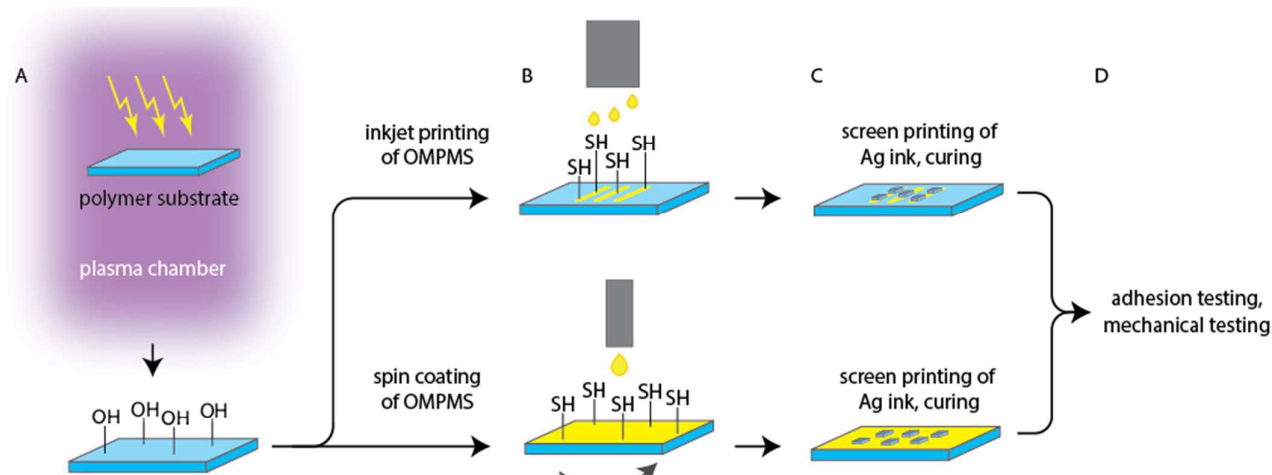 A
polymer substrate
plasma chamber
OH OH OH OH
inkjet printing
of OMPMS
spin coating
of OMPMS
B
SH SH SH SH
SH SH SH SH SH
C
screen printing of
Ag ink, curing
screen printing of
Ag ink, curing
D
adhesion testing,
mechanical testing